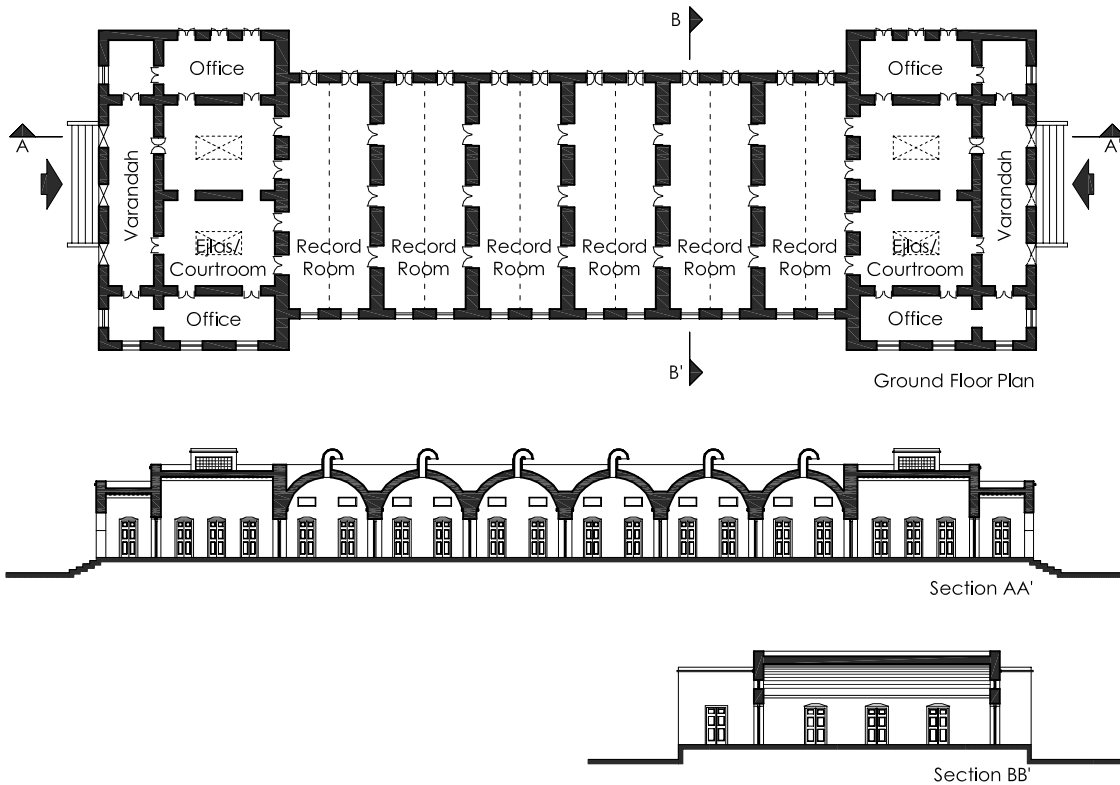 B
Office
Office
A
A'
Varandah
Varandah
Ejlas/
Courtroom
Record
Room
Record
Room
Record
Room
Record
Room
Record
Room
Record
Room
Ejlas/
Courtroom
Office
Office
B'
Ground Floor Plan
Section AA'
Section BB'